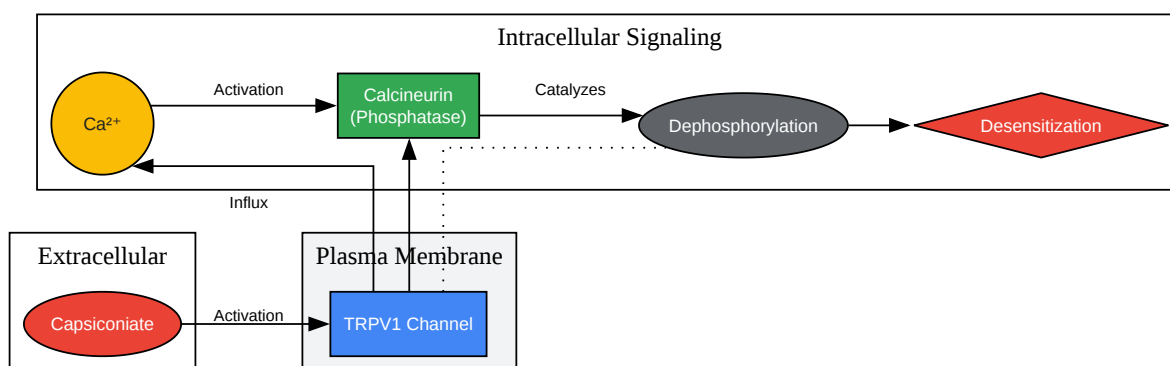 Intracellular Signaling
Ca²⁺
Activation
Calcineurin
(Phosphatase)
Catalyzes
Dephosphorylation
Desensitization
Influx
Extracellular
Plasma Membrane
Capsiconiate
Activation
TRPV1 Channel